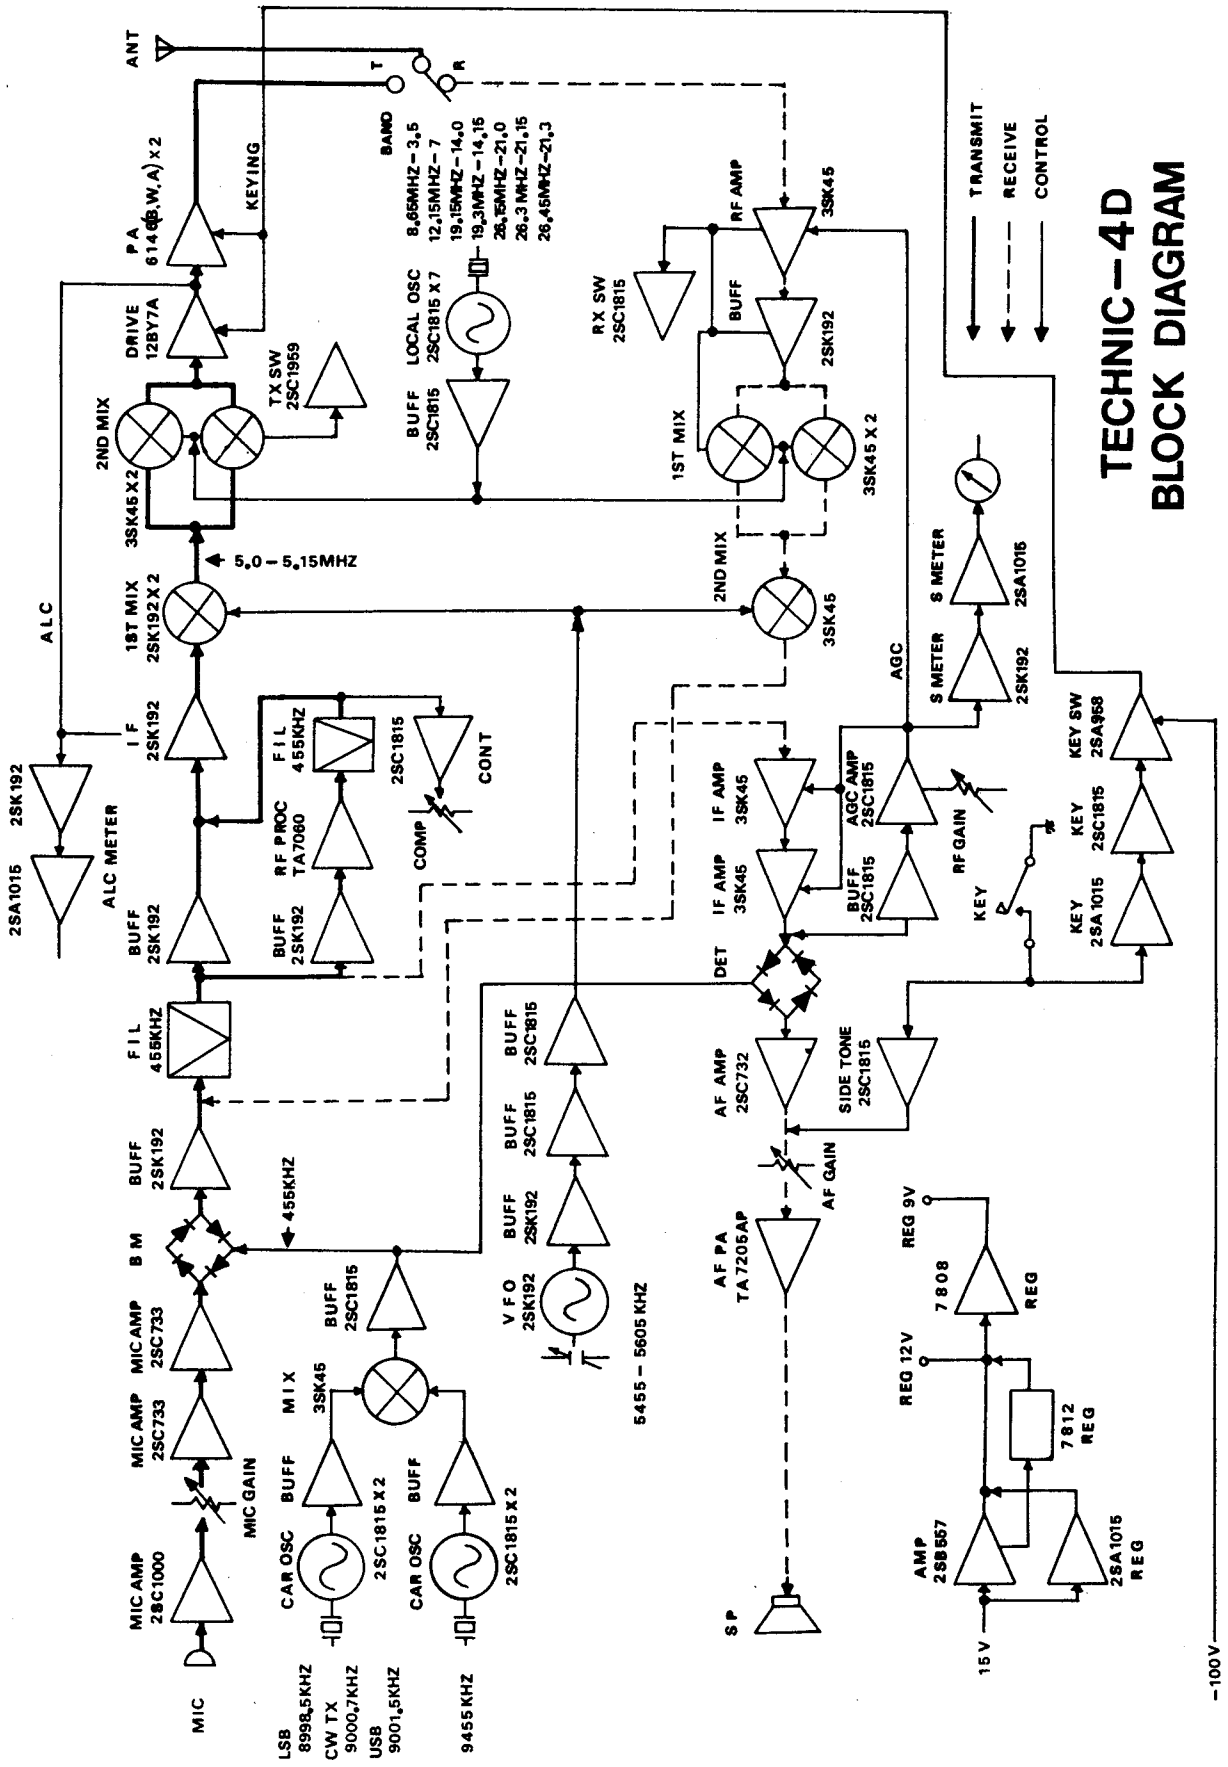 TECHNIC-4D
BLOCK DIAGRAM
TRANSMIT
RECEIVE
CONTROL
MIC
MIC AMP
2SC1000
MIC GAIN
MIC AMP
2SC733
MIC AMP
2SC733
B M
BUFF
2SK192
FIL
455KHZ
BUFF
2SK192
IF
2SK192
1ST MIX
2SK192 X 2
5.0-5.15MHZ
2ND MIX
3SK45 X 2
TX SW
2SC1959
DRIVE
12BY7A
PA
6146(B,W,A) X 2
KEYING
ANT
T
R
ALC
2SK192
2SA1015
ALC METER
BUFF
2SK192
RF PROC
TA7060
FIL
455KHZ
2SC1815
CONT
COMP
LSB
8998.5KHZ
CW TX
9000.7KHZ
USB
9001.5KHZ
9455KHZ
CAR OSC
BUFF
2SC1815 X 2
CAR OSC
BUFF
2SC1815 X 2
MIX
3SK45
BUFF
2SC1815
455KHZ
BAND
8.65MHZ-3.5
12.15MHZ-7
19.15MHZ-14.0
19.3MHZ-14.15
26.15MHZ-21.0
26.3MHZ-21.15
26.45MHZ-21.3
LOCAL OSC
2SC1815 X 7
BUFF
2SC1815
VFO
2SK192
5455-5605KHZ
BUFF
2SK192
BUFF
2SC1815
BUFF
2SC1815
RX SW
2SC1815
RF AMP
3SK45
BUFF
2SK192
1ST MIX
3SK45 X 2
2ND MIX
3SK45
IF AMP
3SK45
IF AMP
3SK45
DET
AF AMP
2SC732
AF GAIN
AF PA
TA7205AP
SP
BUFF
2SC1815
AGC AMP
2SC1815
AGC
RF GAIN
S METER
2SK192
S METER
2SA1015
SIDE TONE
2SC1815
KEY
KEY
2SA1015
KEY
2SC1815
KEY SW
2SA958
-100V
15V
AMP
2SB557
2SA1015
REG
7812
REG
REG 12V
7808
REG
REG 9V